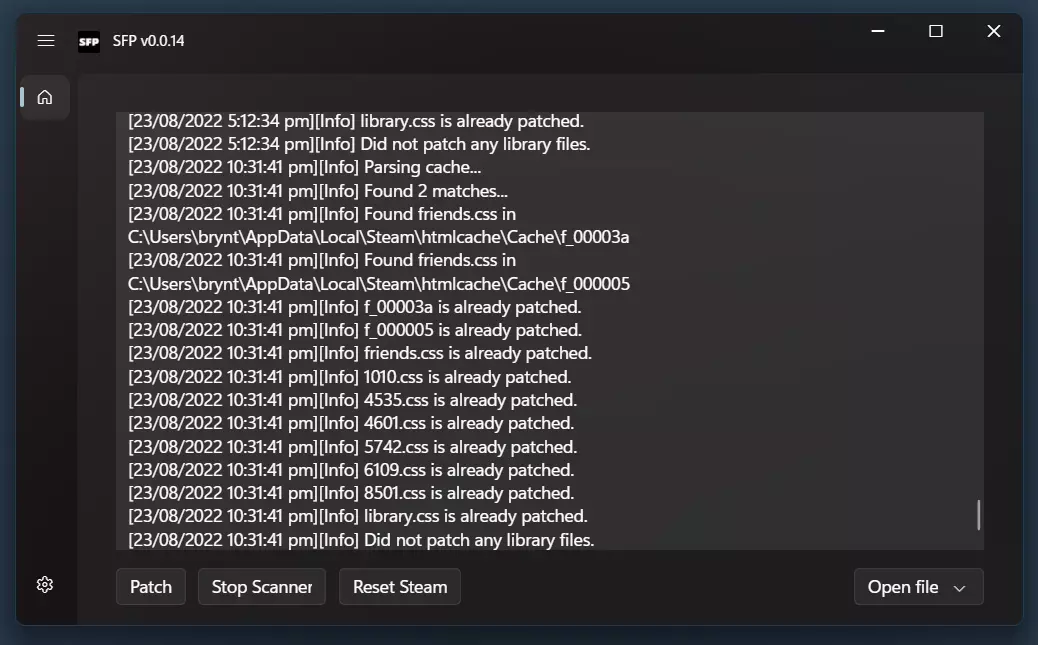 SFP SFP v0.0.14
[23/08/2022 5:12:34 pm][Info] library.css is already patched.
[23/08/2022 5:12:34 pm][Info] Did not patch any library files.
[23/08/2022 10:31:41 pm][Info] Parsing cache...
[23/08/2022 10:31:41 pm][Info] Found 2 matches...
[23/08/2022 10:31:41 pm][Info] Found friends.css in
C:\Users\brynt\AppData\Local\Steam\htmlcache\Cache\f_00003a
[23/08/2022 10:31:41 pm][Info] Found friends.css in
C:\Users\brynt\AppData\Local\Steam\htmlcache\Cache\f_000005
[23/08/2022 10:31:41 pm][Info] f_00003a is already patched.
[23/08/2022 10:31:41 pm][Info] f_000005 is already patched.
[23/08/2022 10:31:41 pm][Info] friends.css is already patched.
[23/08/2022 10:31:41 pm][Info] 1010.css is already patched.
[23/08/2022 10:31:41 pm][Info] 4535.css is already patched.
[23/08/2022 10:31:41 pm][Info] 4601.css is already patched.
[23/08/2022 10:31:41 pm][Info] 5742.css is already patched.
[23/08/2022 10:31:41 pm][Info] 6109.css is already patched.
[23/08/2022 10:31:41 pm][Info] 8501.css is already patched.
[23/08/2022 10:31:41 pm][Info] library.css is already patched.
[23/08/2022 10:31:41 pm][Info] Did not patch any library files.
Patch Stop Scanner Reset Steam Open file